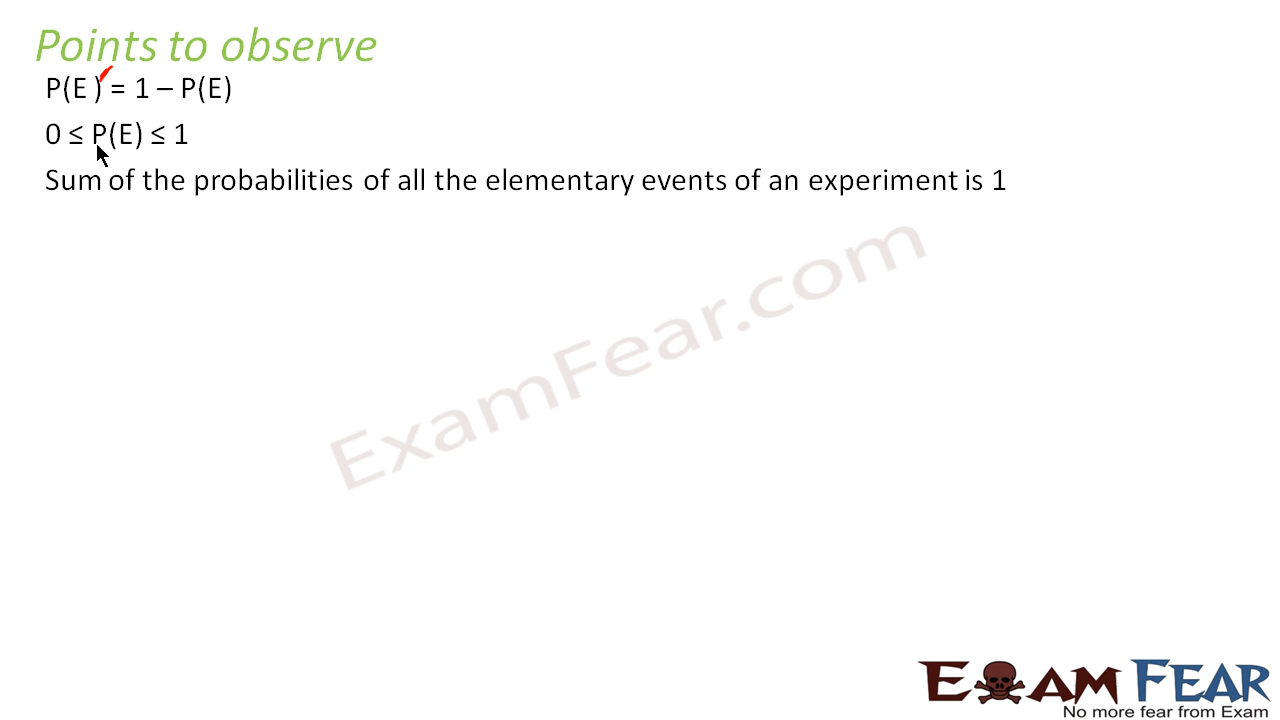 Points to observe
P(E )′ = 1 – P(E)
0 ≤ P(E) ≤ 1
Sum of the probabilities of all the elementary events of an experiment is 1
ExamFear.com
EXAM FEAR
No more fear from Exam